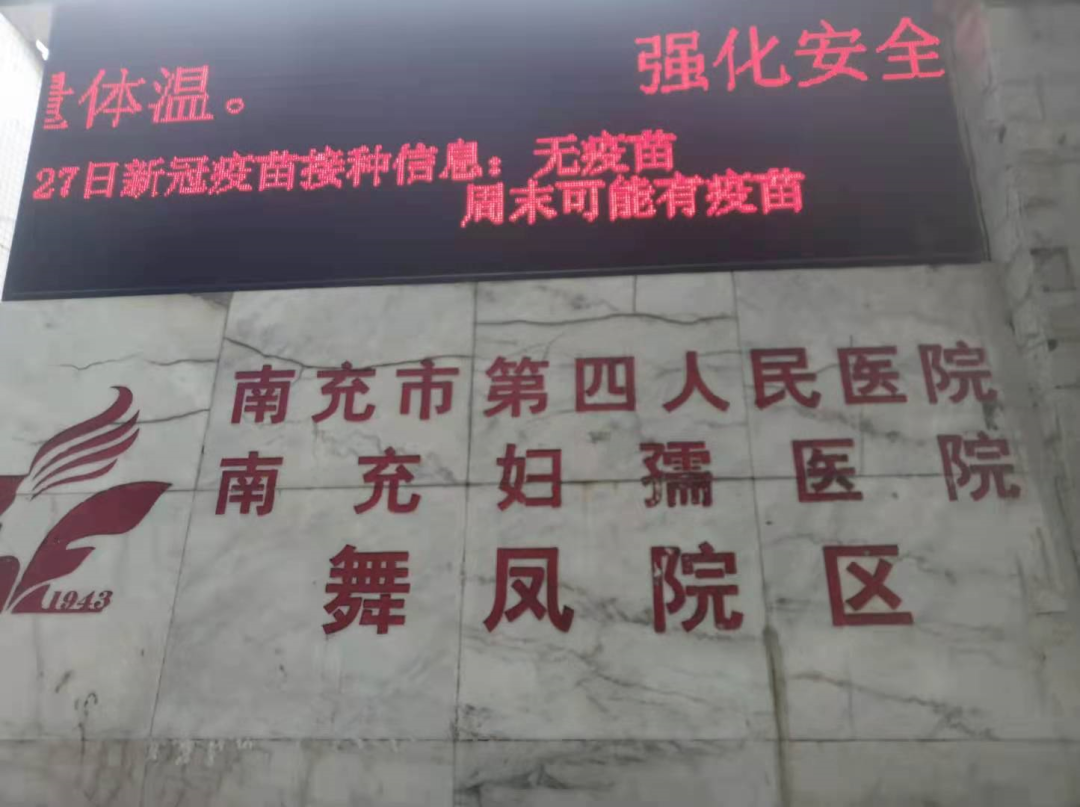 量体温。 强化安全
27日新冠疫苗接种信息：无疫苗
周末可能有疫苗
南充市第四人民医院
南充妇孺医院
舞凤院区
1943